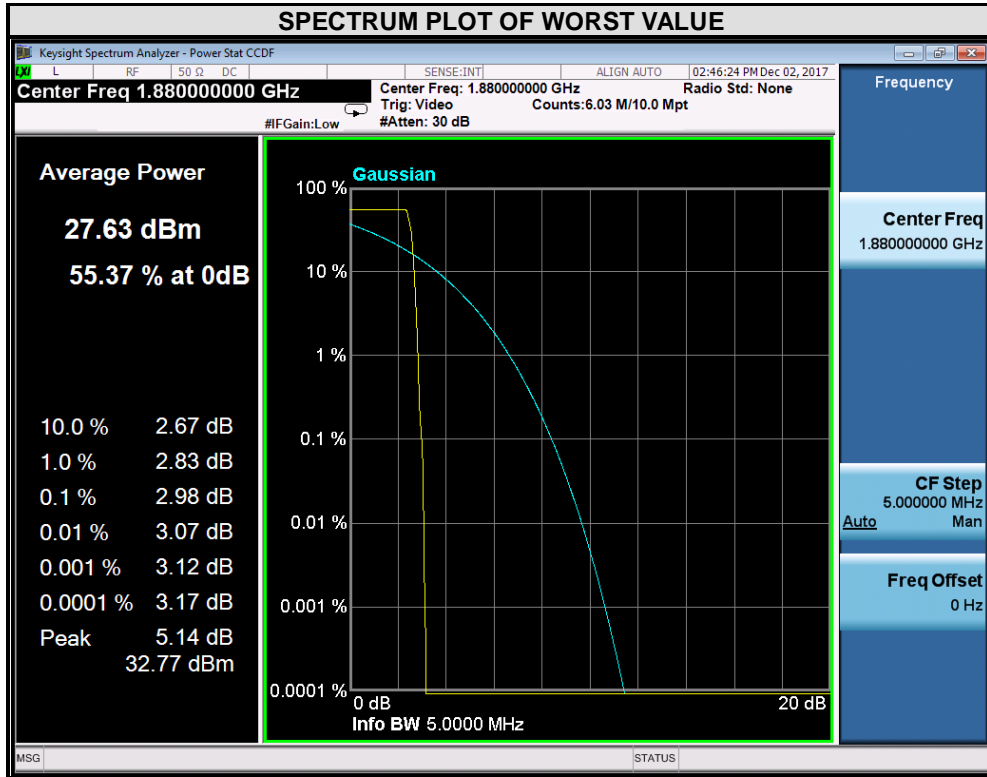 SPECTRUM PLOT OF WORST VALUE
Keysight Spectrum Analyzer - Power Stat CCDF
LXI L RF 50 Ω DC SENSE:INT ALIGN AUTO 02:46:24 PM Dec 02, 2017
Center Freq 1.880000000 GHz
#IFGain:Low
Center Freq: 1.880000000 GHz Radio Std: None
Trig: Video Counts:6.03 M/10.0 Mpt
#Atten: 30 dB
Average Power
27.63 dBm
55.37 % at 0dB
10.0 % 2.67 dB
1.0 % 2.83 dB
0.1 % 2.98 dB
0.01 % 3.07 dB
0.001 % 3.12 dB
0.0001 % 3.17 dB
Peak 5.14 dB
32.77 dBm
Gaussian
100 %
10 %
1 %
0.1 %
0.01 %
0.001 %
0.0001 %
0 dB 20 dB
Info BW 5.0000 MHz
Frequency
Center Freq
1.880000000 GHz
CF Step
5.000000 MHz
Auto Man
Freq Offset
0 Hz
MSG STATUS